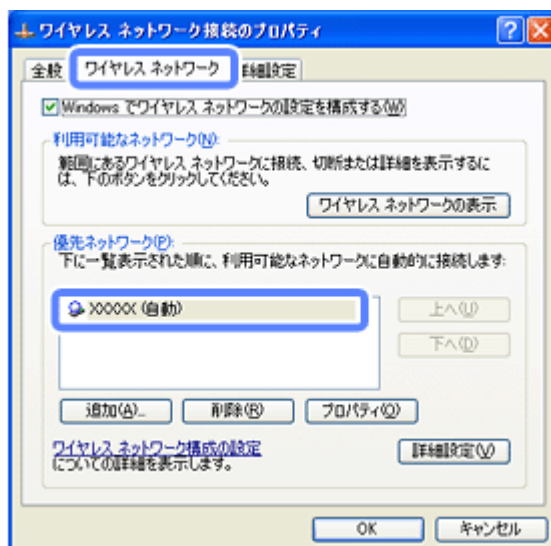 ワイヤレス ネットワーク接続のプロパティ
全般 ワイヤレス ネットワーク 詳細設定
Windows でワイヤレス ネットワークの設定を構成する(W)
利用可能なネットワーク(N):
範囲にあるワイヤレス ネットワークに接続、切断または詳細を表示するに
は、下のボタンをクリックしてください。
ワイヤレス ネットワークの表示
優先ネットワーク(P):
下に一覧表示された順に、利用可能なネットワークに自動的に接続します:
XXXXX (自動)
上へ(U)
下へ(D)
追加(A)... 削除(R) プロパティ(O)
ワイヤレス ネットワーク構成の設定
についての詳細を表示します。
詳細設定(V)
OK キャンセル